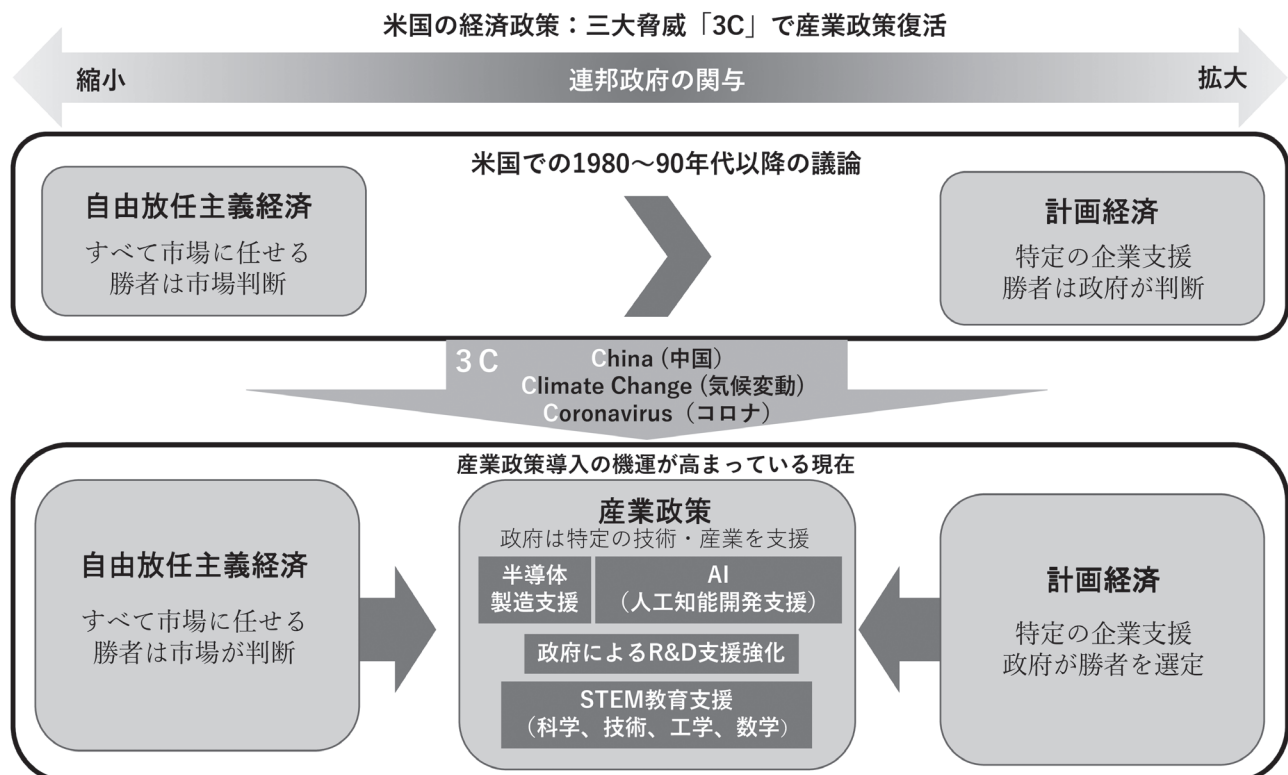 米国の経済政策：三大脅威「3C」で産業政策復活
縮小
連邦政府の関与
拡大
米国での1980〜90年代以降の議論
自由放任主義経済
すべて市場に任せる
勝者は市場判断
計画経済
特定の企業支援
勝者は政府が判断
3C
China (中国)
Climate Change (気候変動)
Coronavirus（コロナ）
産業政策導入の機運が高まっている現在
自由放任主義経済
すべて市場に任せる
勝者は市場が判断
産業政策
政府は特定の技術・産業を支援
半導体
製造支援
AI
（人工知能開発支援）
政府によるR&D支援強化
STEM教育支援
（科学、技術、工学、数学）
計画経済
特定の企業支援
政府が勝者を選定